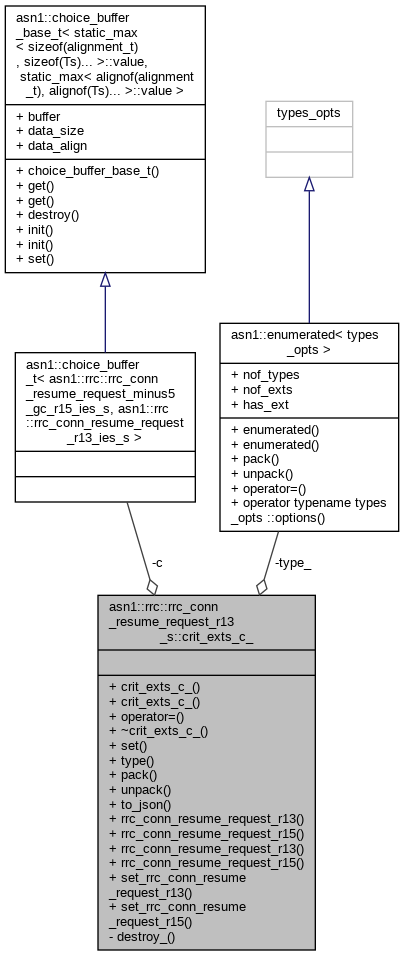 asn1::choice_buffer
_base_t< static_max
< sizeof(alignment_t)
, sizeof(Ts)... >::value,
static_max< alignof(alignment
_t), alignof(Ts)... >::value >
+ buffer
+ data_size
+ data_align
+ choice_buffer_base_t()
+ get()
+ get()
+ destroy()
+ init()
+ init()
+ set()
types_opts
asn1::choice_buffer
_t< asn1::rrc::rrc_conn
_resume_request_minus5
_gc_r15_ies_s, asn1::rrc
::rrc_conn_resume_request
_r13_ies_s >
asn1::enumerated< types
_opts >
+ nof_types
+ nof_exts
+ has_ext
+ enumerated()
+ enumerated()
+ pack()
+ unpack()
+ operator=()
+ operator typename types
_opts ::options()
-c
-type_
asn1::rrc::rrc_conn
_resume_request_r13
_s::crit_exts_c_
+ crit_exts_c_()
+ crit_exts_c_()
+ operator=()
+ ~crit_exts_c_()
+ set()
+ type()
+ pack()
+ unpack()
+ to_json()
+ rrc_conn_resume_request_r13()
+ rrc_conn_resume_request_r15()
+ rrc_conn_resume_request_r13()
+ rrc_conn_resume_request_r15()
+ set_rrc_conn_resume
_request_r13()
+ set_rrc_conn_resume
_request_r15()
- destroy_()